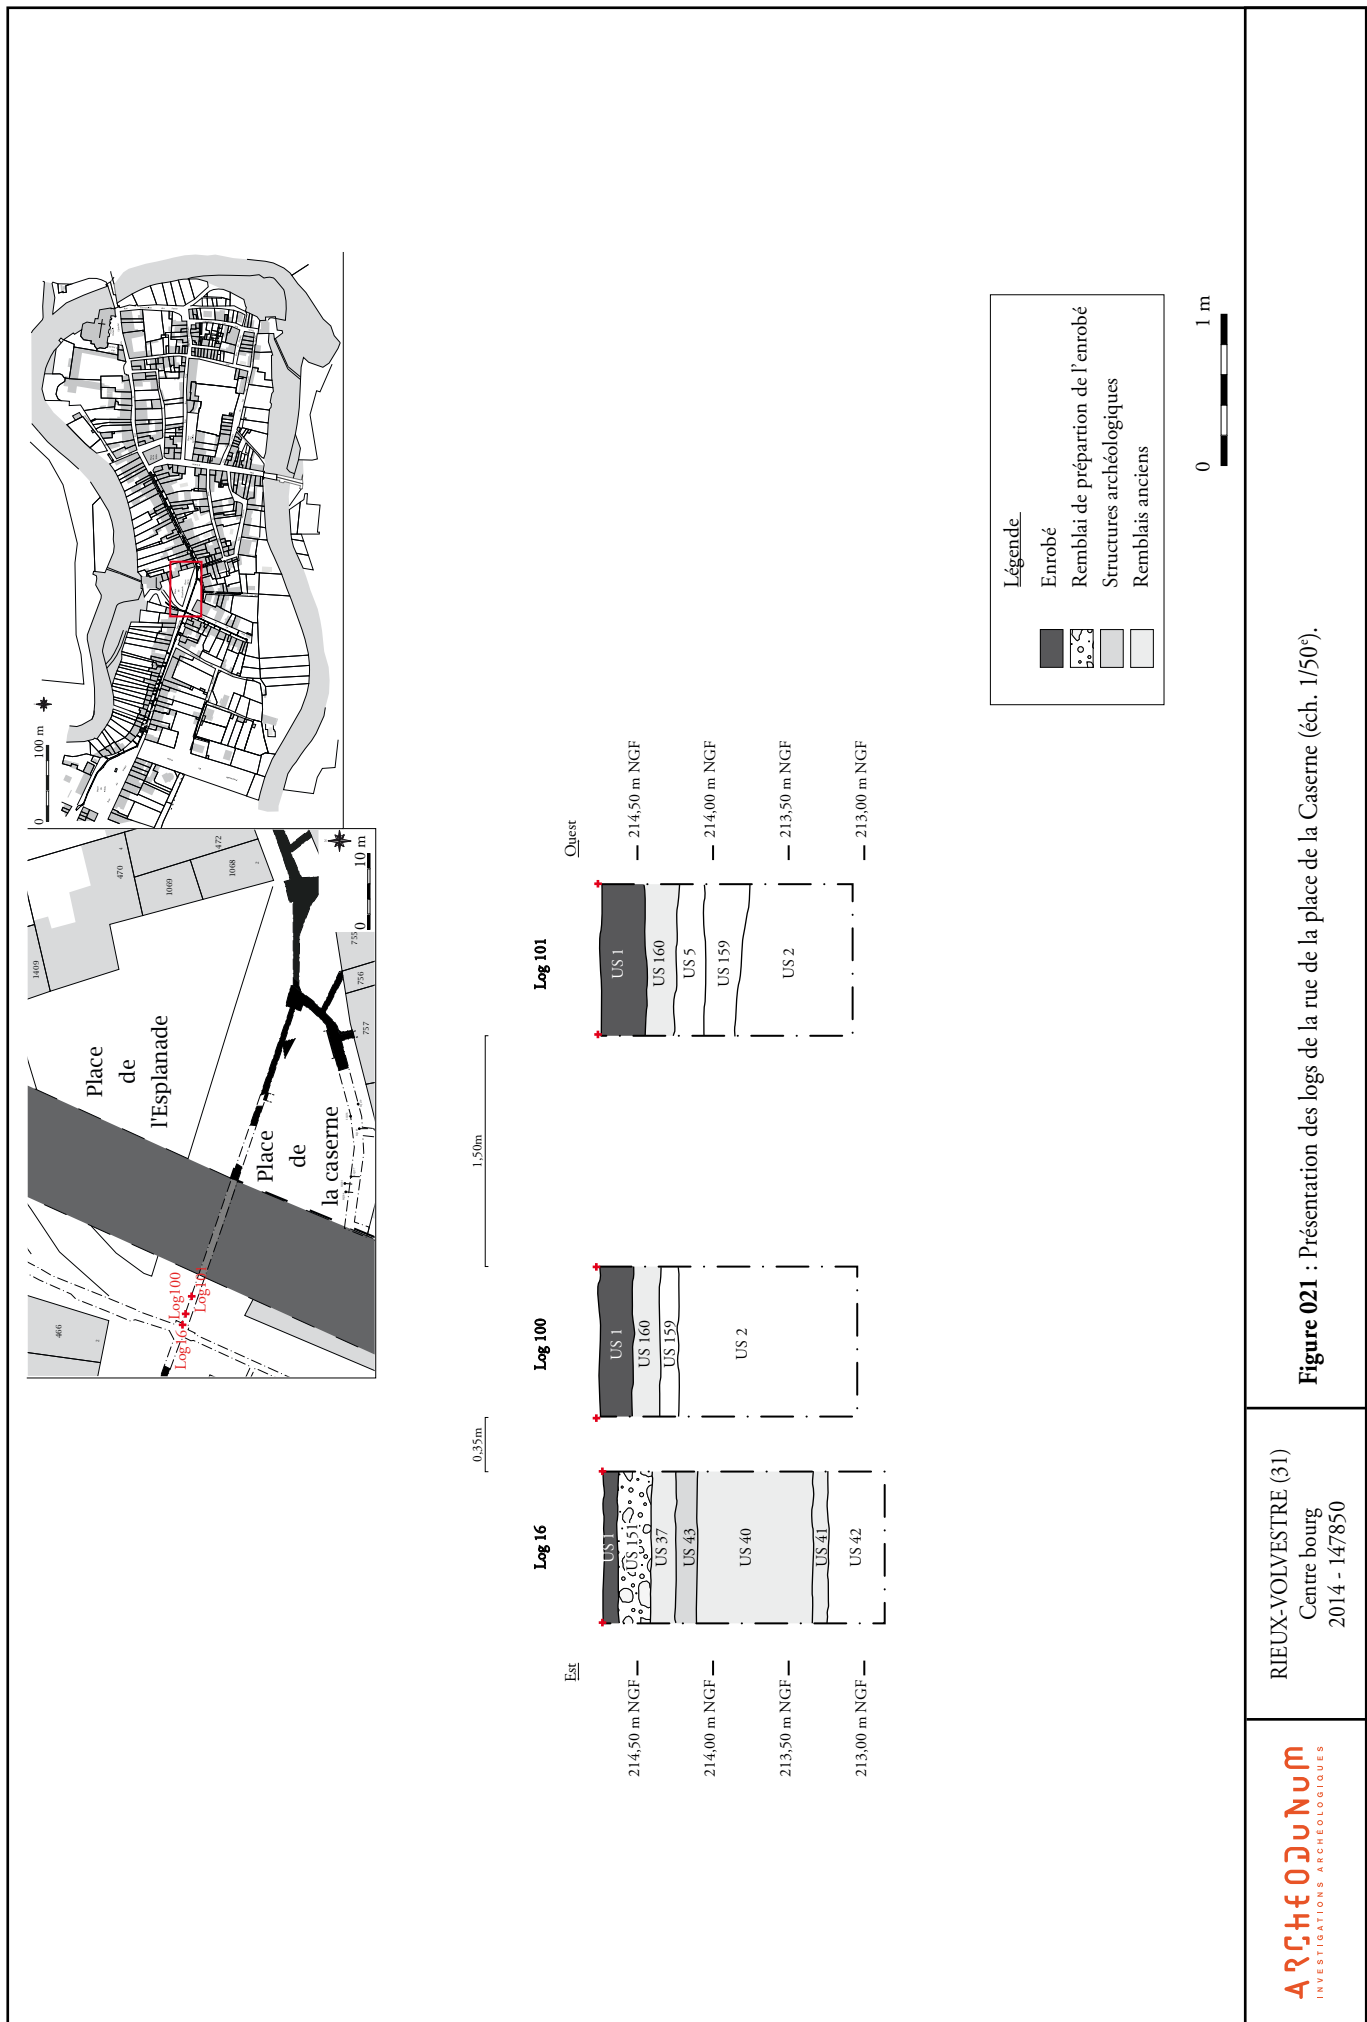 Place
de
l'Esplanade
Place
de
la caserne
466
1409
470
1069
1068
472
755
756
757
Log16
Log100
0
10 m
0
100 m
0,35m
1,50m
Est
Ouest
Log 16
Log 100
Log 101
214,50 m NGF
214,00 m NGF
213,50 m NGF
213,00 m NGF
US 1
US 151
US 37
US 43
US 40
US 41
US 42
US 1
US 160
US 159
US 2
US 1
US 160
US 5
US 159
US 2
214,50 m NGF
214,00 m NGF
213,50 m NGF
213,00 m NGF
Légende
Enrobé
Remblai de prépartion de l'enrobé
Structures archéologiques
Remblais anciens
0
1 m
ARCHEODUNUM
INVESTIGATIONS ARCHÉOLOGIQUES
RIEUX-VOLVESTRE (31)
Centre bourg
2014 - 147850
Figure 021 : Présentation des logs de la rue de la place de la Caserne (éch. 1/50e).